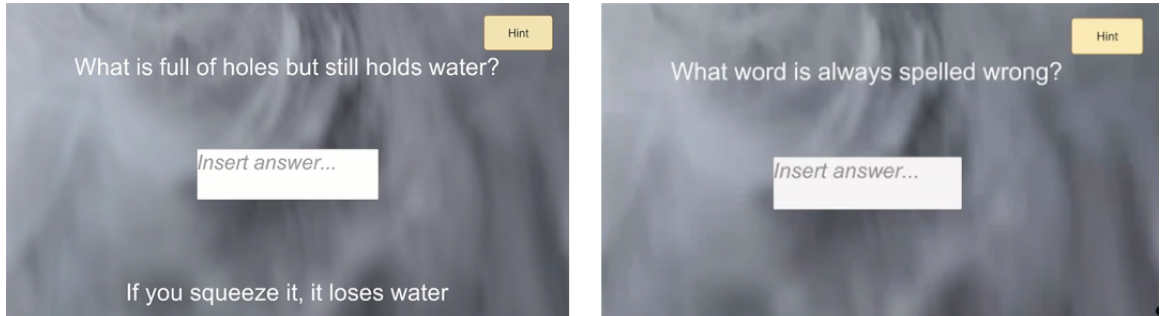 Hint
What is full of holes but still holds water?
Insert answer...
If you squeeze it, it loses water
Hint
What word is always spelled wrong?
Insert answer...